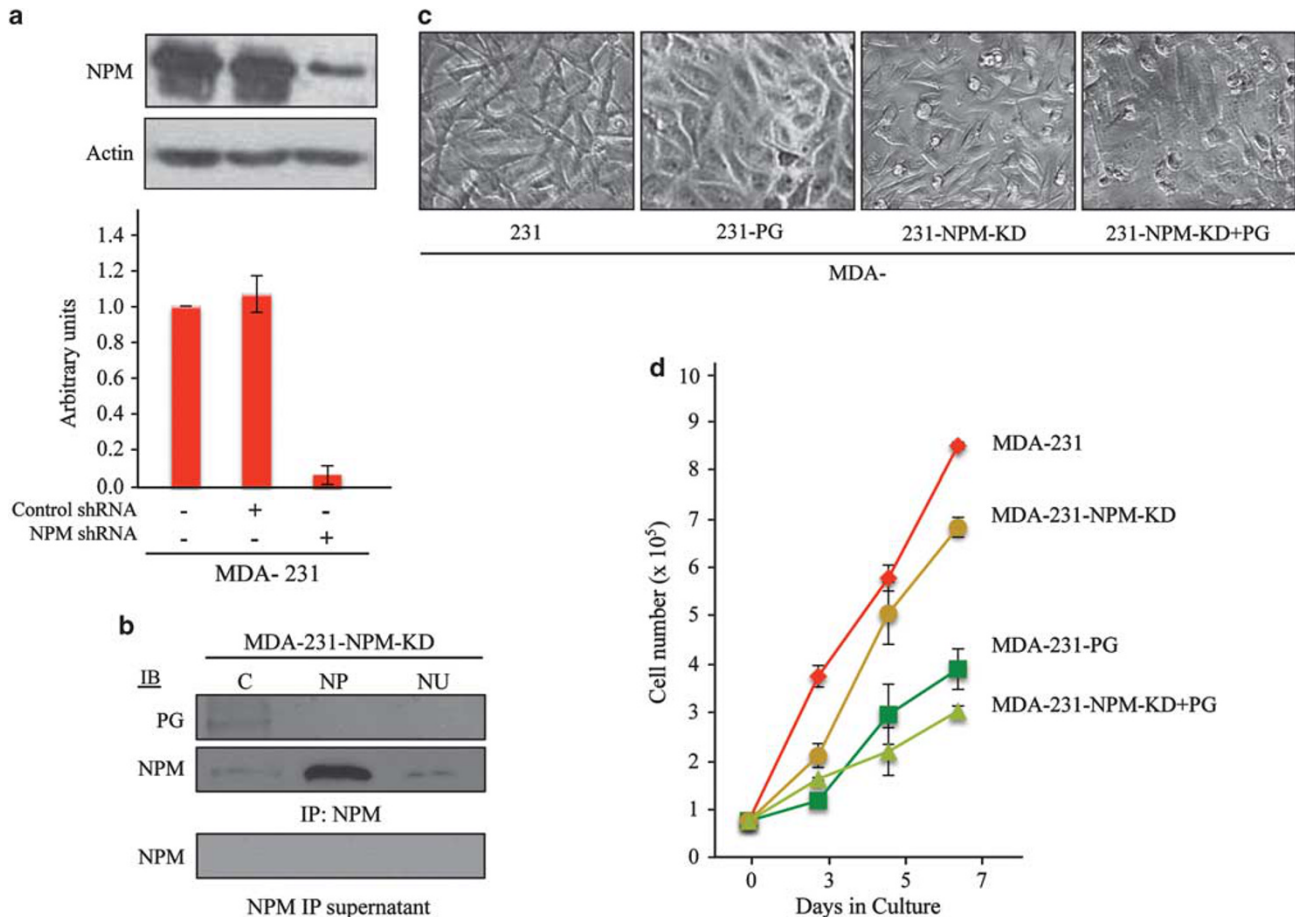 a
NPM
Actin
1.4
1.2
1.0
0.8
0.6
0.4
0.2
0.0
Arbitrary units
Control shRNA - + -
NPM shRNA - - +
MDA- 231
b
MDA-231-NPM-KD
IB
C NP NU
PG
NPM
IP: NPM
NPM
NPM IP supernatant
c
231 231-PG 231-NPM-KD 231-NPM-KD+PG
MDA-
d
10
9
8
7
6
5
4
3
2
1
0
Cell number (x 10⁵)
0 3 5 7
Days in Culture
MDA-231
MDA-231-NPM-KD
MDA-231-PG
MDA-231-NPM-KD+PG